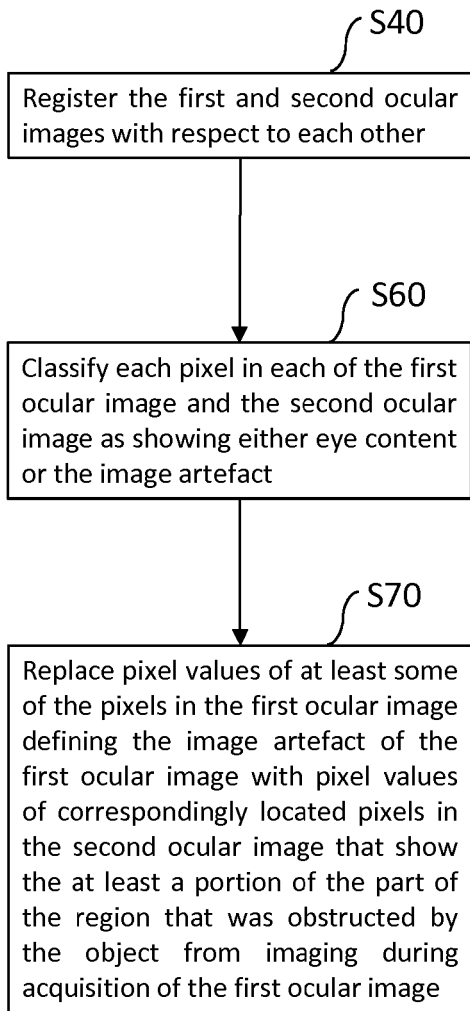 S40
Register the first and second ocular
images with respect to each other
S60
Classify each pixel in each of the first
ocular image and the second ocular
image as showing either eye content
or the image artefact
S70
Replace pixel values of at least some
of the pixels in the first ocular image
defining the image artefact of the
first ocular image with pixel values
of correspondingly located pixels in
the second ocular image that show
the at least a portion of the part of
the region that was obstructed by
the object from imaging during
acquisition of the first ocular image